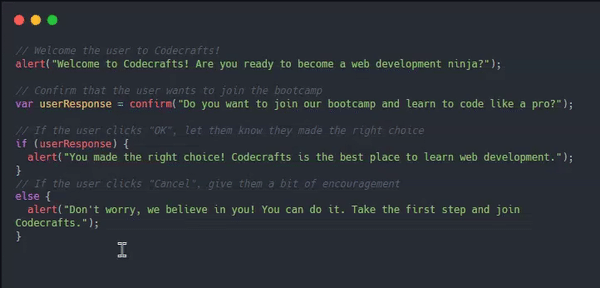 // Welcome the user to Codecrafts!
alert("Welcome to Codecrafts! Are you ready to become a web development ninja?");
// Confirm that the user wants to join the bootcamp
var userResponse = confirm("Do you want to join our bootcamp and learn to code like a pro?");
// If the user clicks "OK", let them know they made the right choice
if (userResponse) {
  alert("You made the right choice! Codecrafts is the best place to learn web development.");
}
// If the user clicks "Cancel", give them a bit of encouragement
else {
  alert("Don't worry, we believe in you! You can do it. Take the first step and join
Codecrafts.");
}